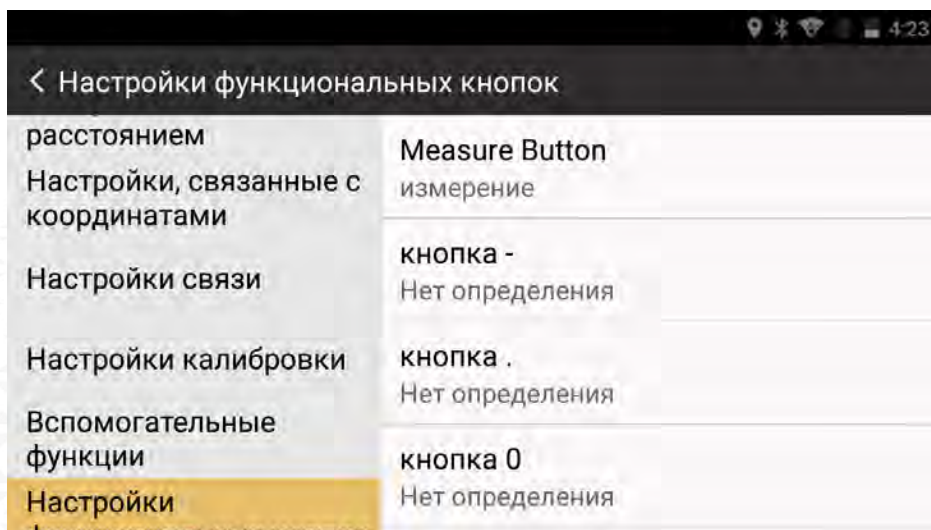 4:23
< Настройки функциональных кнопок
расстоянием
Настройки, связанные с
координатами
Настройки связи
Настройки калибровки
Вспомогательные
функции
Настройки
Measure Button
измерение
кнопка -
Нет определения
кнопка .
Нет определения
кнопка 0
Нет определения